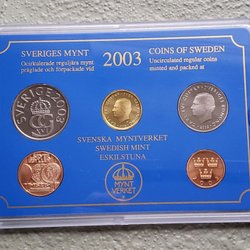 SVERIGES MYNT
Ocirkulerade reguljära mynt
präglade och förpackade vid
2003
COINS OF SWEDEN
Uncirculated regular coins
minted and packed at
SVERIGE·2003
SVENSKA MYNTVERKET
SWEDISH MINT
ESKILSTUNA
MYNT
VERKET